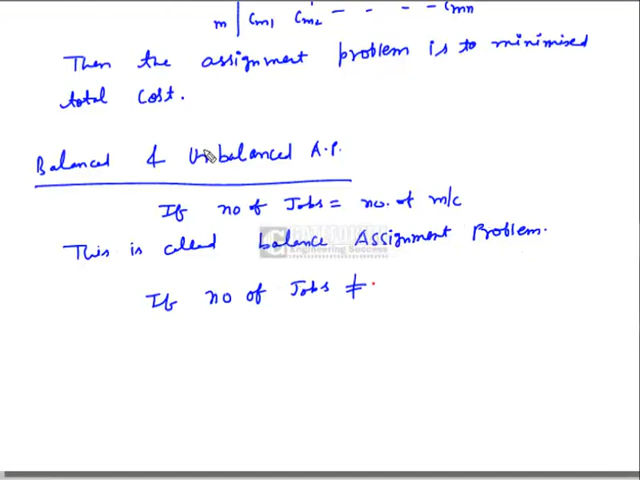 m | Cm1 Cm2 - - - - - Cmn
Then the assignment problem is to minimised
total cost.
Balanced & Unbalanced A.P.
If no of Jobs = no. of m/c
This is called balance Assignment Problem.
If no of Jobs ≠